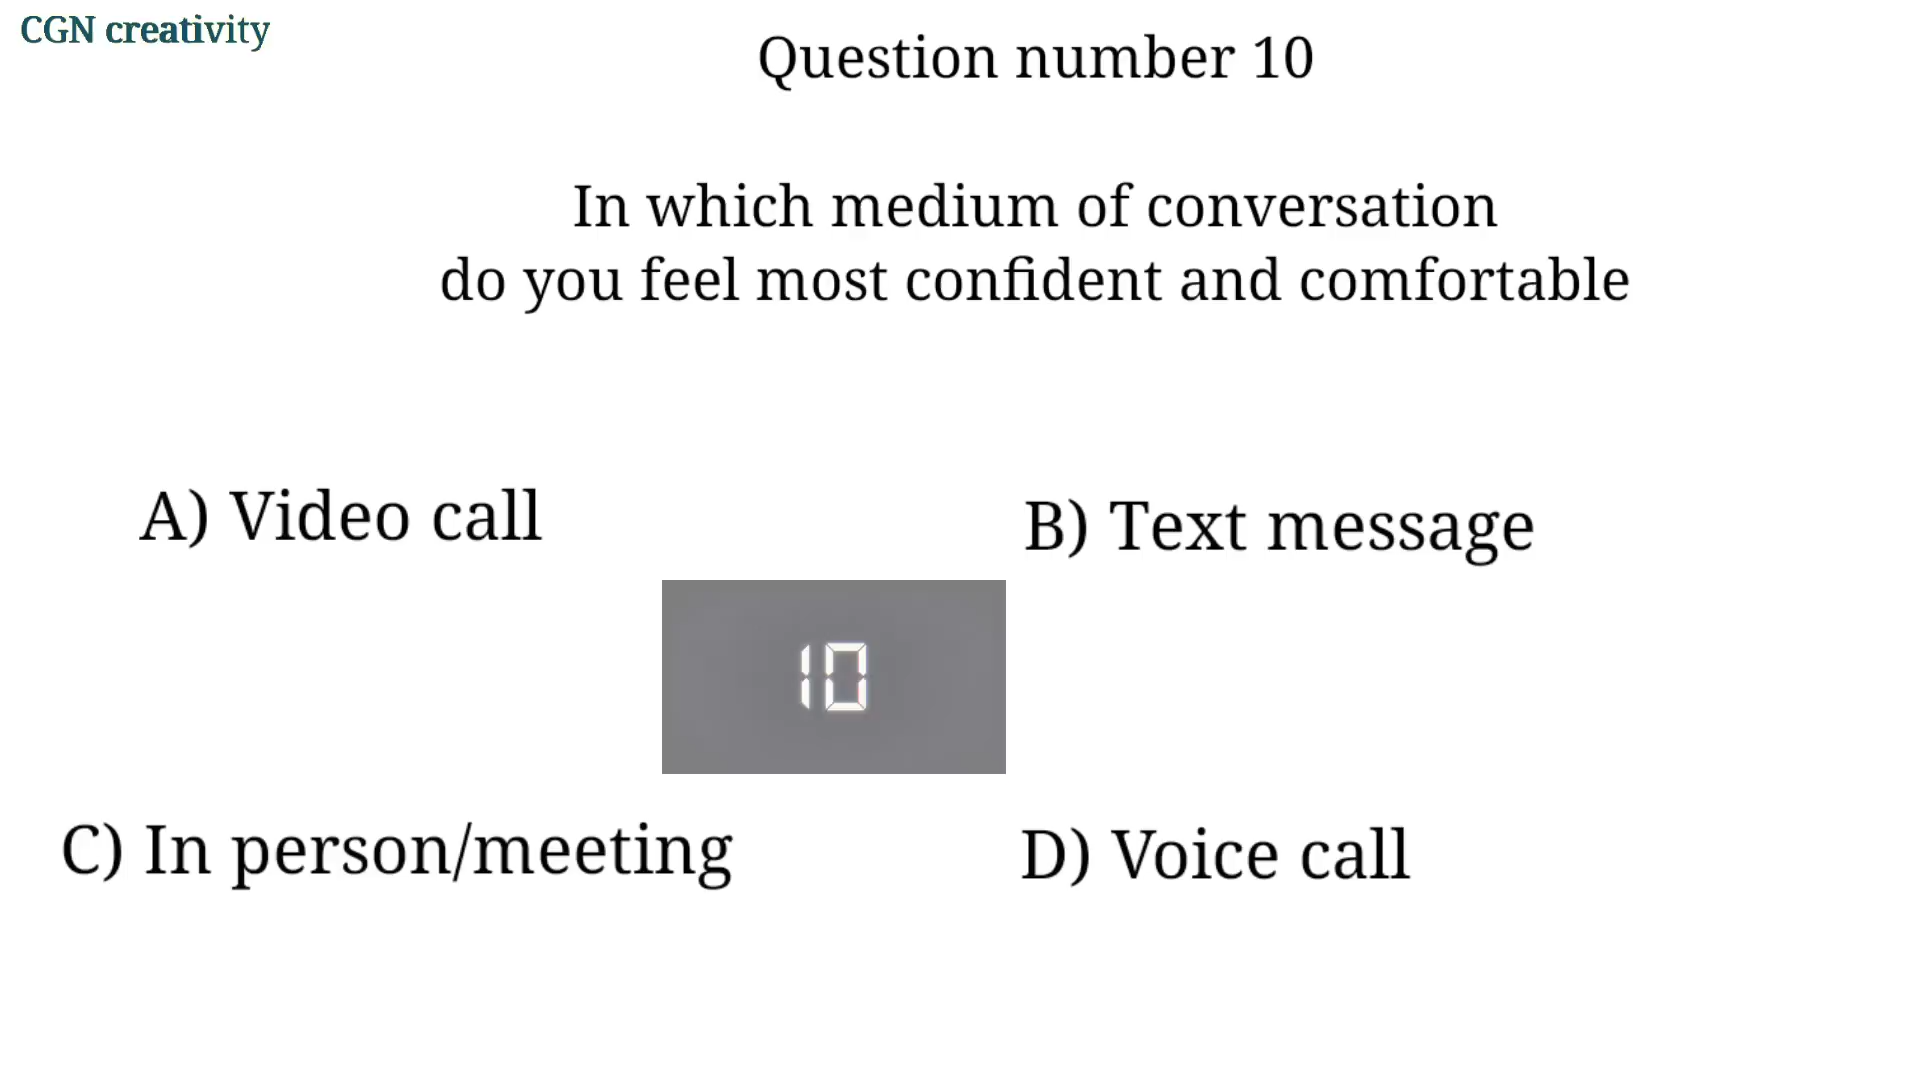 CGN creativity
Question number 10
In which medium of conversation
do you feel most confident and comfortable
A) Video call
B) Text message
10
C) In person/meeting
D) Voice call